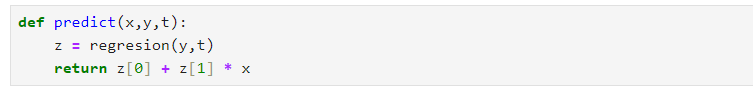 def predict(x,y,t):
    z = regresion(y,t)
    return z[0] + z[1] * x